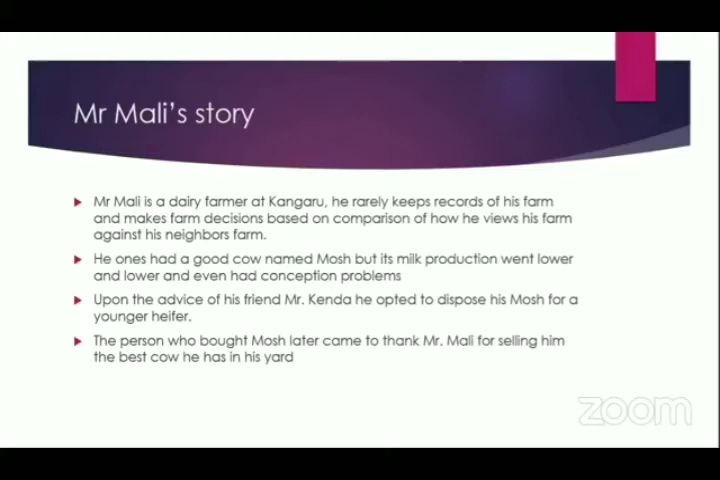 Mr Mali's story
Mr Mali is a dairy farmer at Kangaru, he rarely keeps records of his farm
and makes farm decisions based on comparison of how he views his farm
against his neighbors farm.
He ones had a good cow named Mosh but its milk production went lower
and lower and even had conception problems
Upon the advice of his friend Mr. Kenda he opted to dispose his Mosh for a
younger heifer.
The person who bought Mosh later came to thank Mr. Mali for selling him
the best cow he has in his yard
zoom